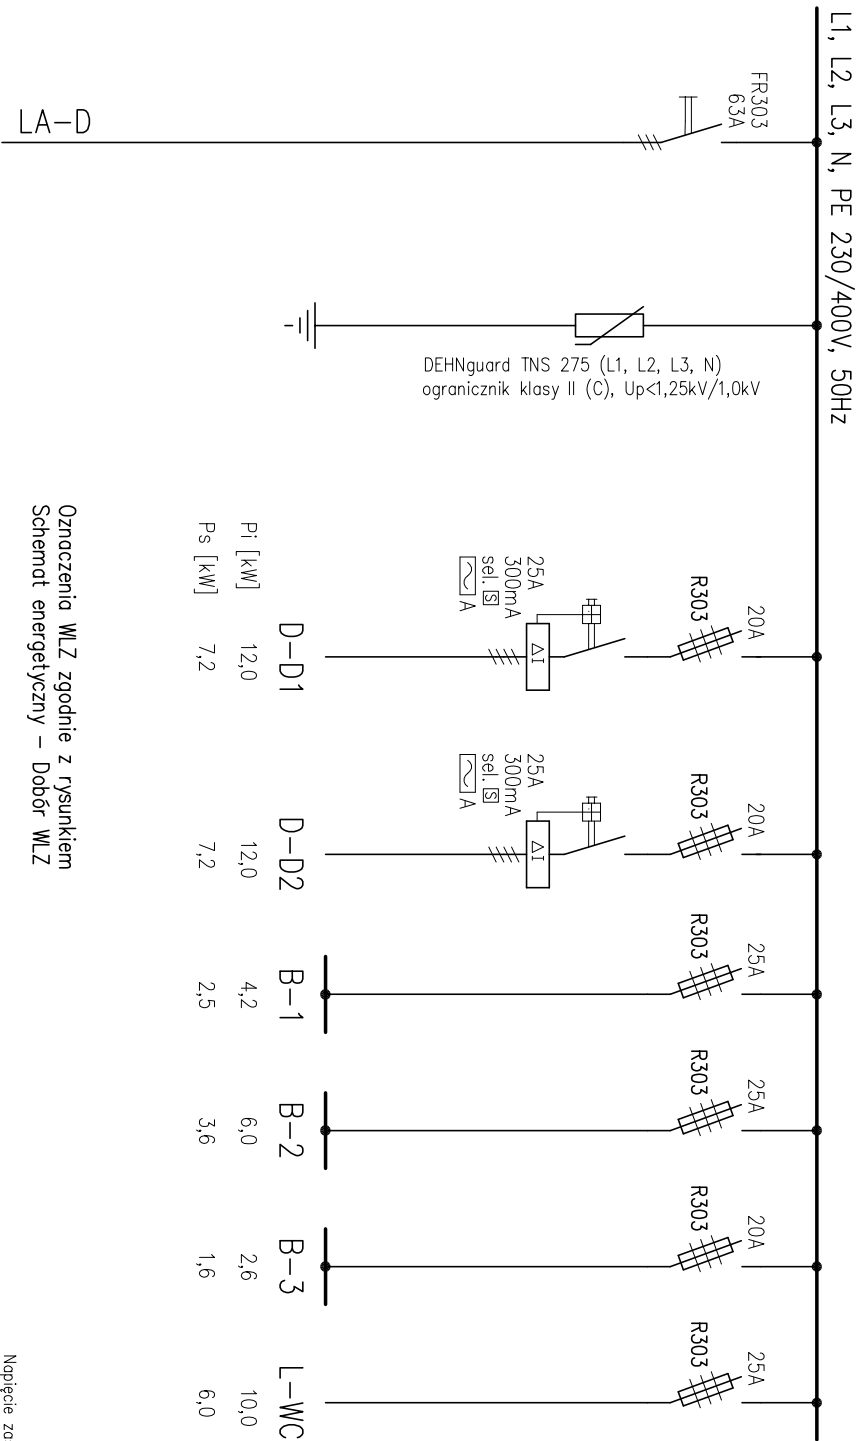 L1, L2, L3, N, PE 230/400V, 50Hz
FR303
63A
LA-D
DEHNguard TNS 275 (L1, L2, L3, N)
ogranicznik klasy II (C), Up<1,25kV/1,0kV
20A
R303
25A
300mA
sel. S
A
ΔI
20A
R303
25A
300mA
sel. S
A
ΔI
25A
R303
25A
R303
20A
R303
25A
R303
D-D1 D-D2 B-1 B-2 B-3 L-WC
Pi [kW] 12,0 12,0 4,2 6,0 2,6 10,0
Ps [kW] 7,2 7,2 2,5 3,6 1,6 6,0
Oznaczenia WLZ zgodnie z rysunkiem
Schemat energetyczny - Dobór WLZ
Napięcie za